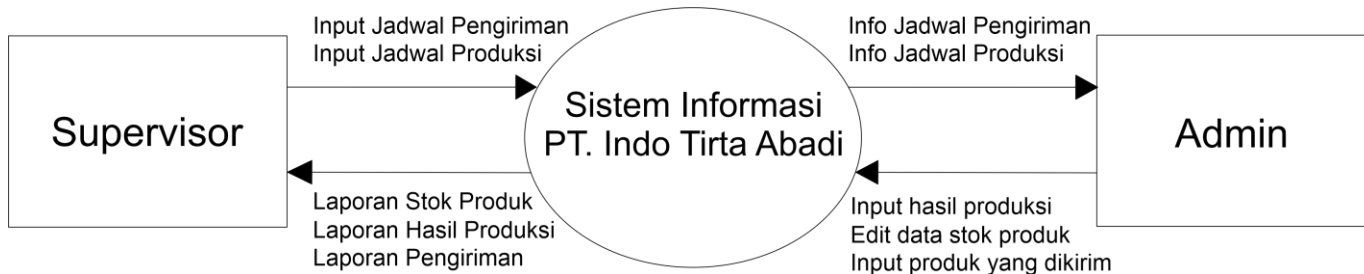 Input Jadwal Pengiriman
Input Jadwal Produksi
Info Jadwal Pengiriman
Info Jadwal Produksi
Supervisor
Sistem Informasi
PT. Indo Tirta Abadi
Admin
Laporan Stok Produk
Laporan Hasil Produksi
Laporan Pengiriman
Input hasil produksi
Edit data stok produk
Input produk yang dikirim